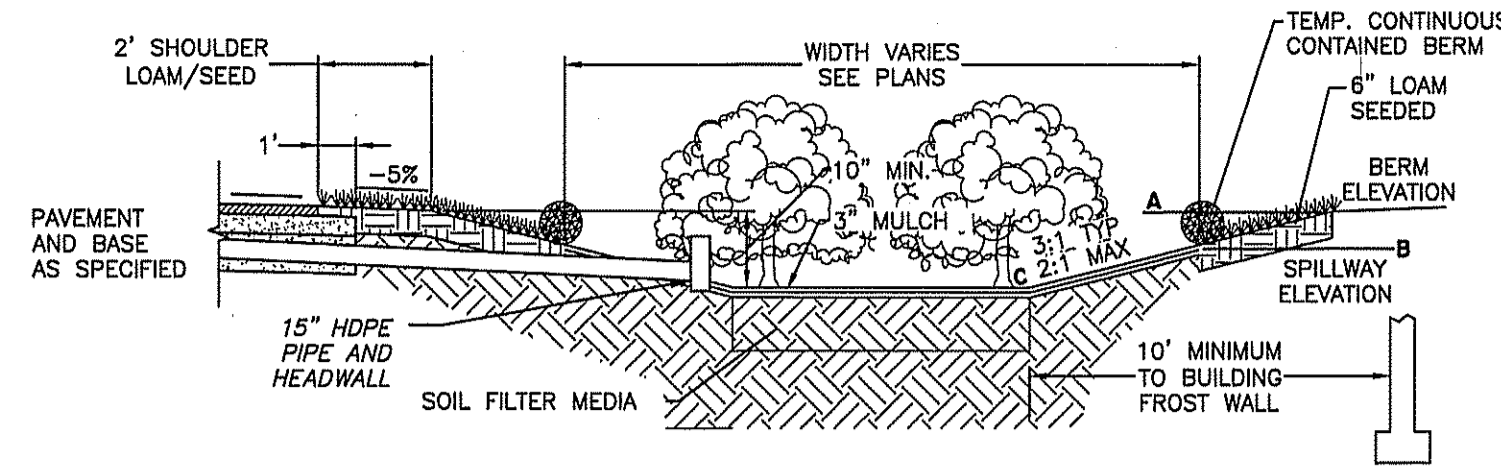 2' SHOULDER
LOAM/SEED
WIDTH VARIES
SEE PLANS
TEMP. CONTINUOUS
CONTAINED BERM
6" LOAM
SEEDED
1'
-5%
10" MIN.
3" MULCH
A
BERM
ELEVATION
PAVEMENT
AND BASE
AS SPECIFIED
3:1 TYP
2:1 MAX
C
B
SPILLWAY
ELEVATION
15" HDPE
PIPE AND
HEADWALL
SOIL FILTER MEDIA
10' MINIMUM
TO BUILDING
FROST WALL